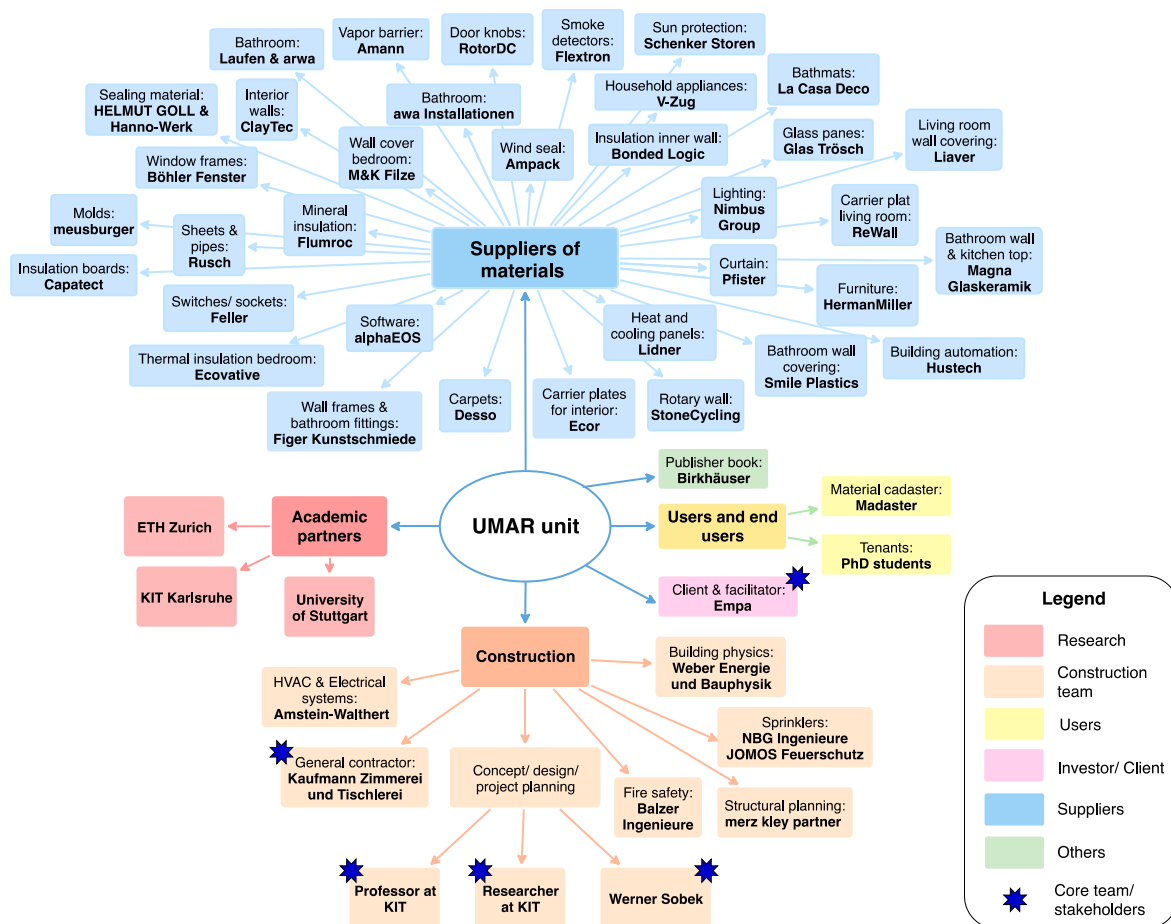 Bathroom:
Laufen & arwa
Vapor barrier:
Amann
Door knobs:
RotorDC
Smoke
detectors:
Flextron
Sun protection:
Schenker Storen
Sealing material:
HELMUT GOLL &
Hanno-Werk
Interior
walls:
ClayTec
Bathroom:
awa Installationen
Household appliances:
V-Zug
Bathmats:
La Casa Deco
Window frames:
Böhler Fenster
Wall cover
bedroom:
M&K Filze
Wind seal:
Ampack
Insulation inner wall:
Bonded Logic
Glass panes:
Glas Trösch
Living room
wall covering:
Liaver
Molds:
meusburger
Sheets &
pipes:
Rusch
Mineral
insulation:
Flumroc
Suppliers of
materials
Lighting:
Nimbus
Group
Carrier plat
living room:
ReWall
Insulation boards:
Capatect
Curtain:
Pfister
Furniture:
HermanMiller
Bathroom wall
& kitchen top:
Magna
Glaskeramik
Switches/ sockets:
Feller
Software:
alphaEOS
Heat and
cooling panels:
Lidner
Thermal insulation bedroom:
Ecovative
Bathroom wall
covering:
Smile Plastics
Building automation:
Hustech
Wall frames &
bathroom fittings:
Figer Kunstschmiede
Carpets:
Desso
Carrier plates
for interior:
Ecor
Rotary wall:
StoneCycling
Publisher book:
Birkhäuser
UMAR unit
Academic
partners
ETH Zurich
KIT Karlsruhe
University
of Stuttgart
Users and end
users
Material cadaster:
Madaster
Tenants:
PhD students
Client & facilitator:
Empa
Construction
Building physics:
Weber Energie
und Bauphysik
HVAC & Electrical
systems:
Amstein-Walthert
General contractor:
Kaufmann Zimmerei
und Tischlerei
Concept/ design/
project planning
Fire safety:
Balzer
Ingenieure
Structural planning:
merz kley partner
Sprinklers:
NBG Ingenieure
JOMOS Feuerschutz
Professor at
KIT
Researcher
at KIT
Werner Sobek
Legend
Research
Construction
team
Users
Investor/ Client
Suppliers
Others
Core team/
stakeholders